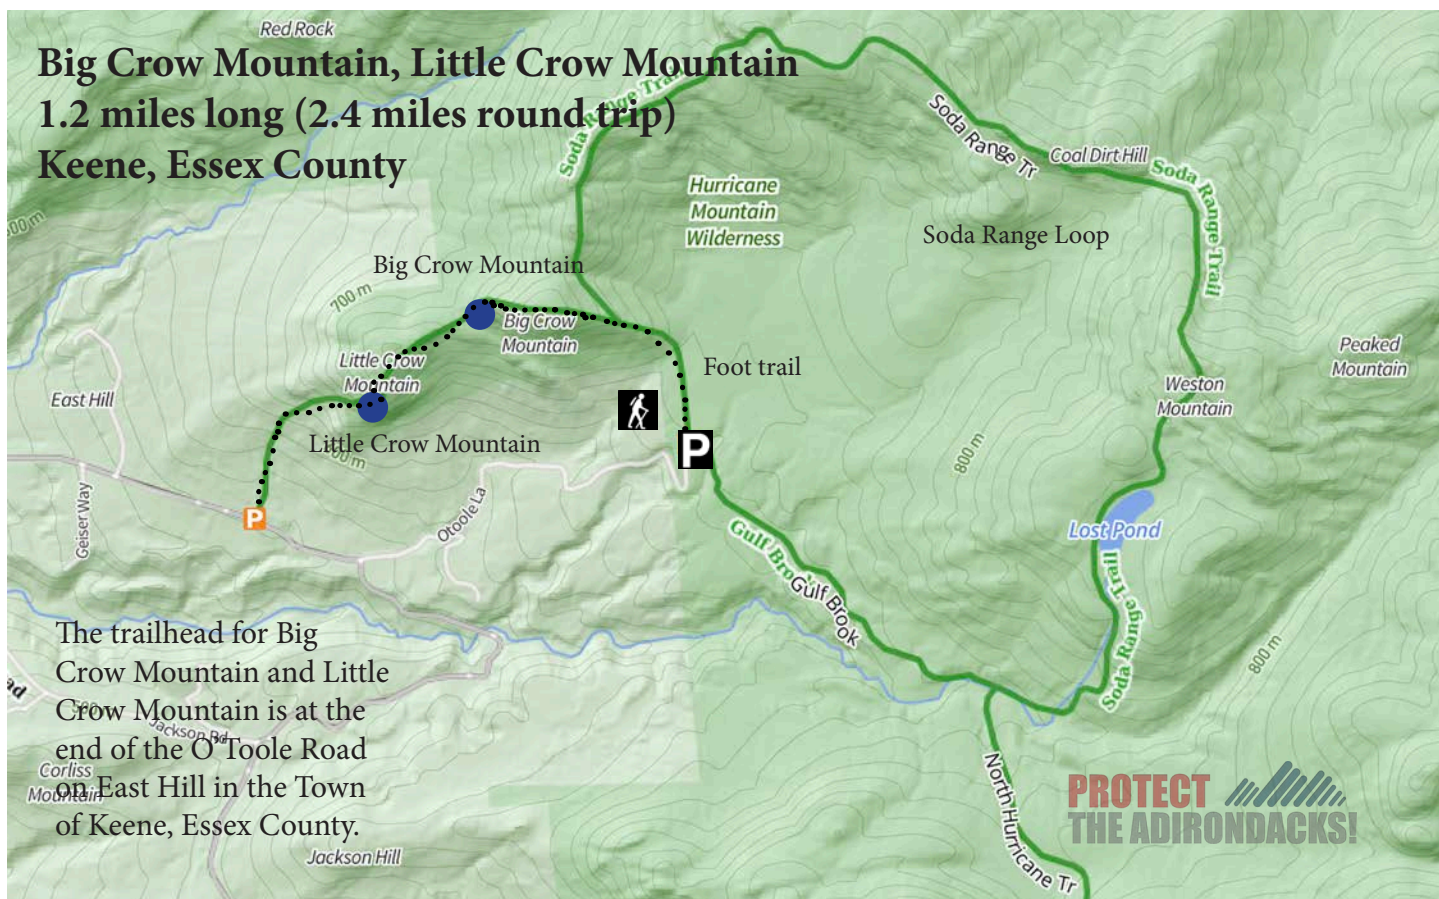 Red Rock
Big Crow Mountain, Little Crow Mountain
1.2 miles long (2.4 miles round trip)
Keene, Essex County
Soda Range Trail
Soda Range Tr
Coal Dirt Hill
Soda Range Trail
Hurricane
Mountain
Wilderness
Soda Range Loop
Big Crow Mountain
700 m
Big Crow
Mountain
Little Crow
Mountain
Foot trail
Peaked
Mountain
Weston
Mountain
East Hill
P
Little Crow Mountain
800 m
Geiser Way
Otoole La
P
Lost Pond
Gulf Brook
Soda Range Trail
The trailhead for Big
Crow Mountain and Little
Crow Mountain is at the
end of the O'Toole Road
on East Hill in the Town
of Keene, Essex County.
800 m
Jackson Rd
Corliss
Mountain
Jackson Hill
North Hurricane Tr
PROTECT
THE ADIRONDACKS!